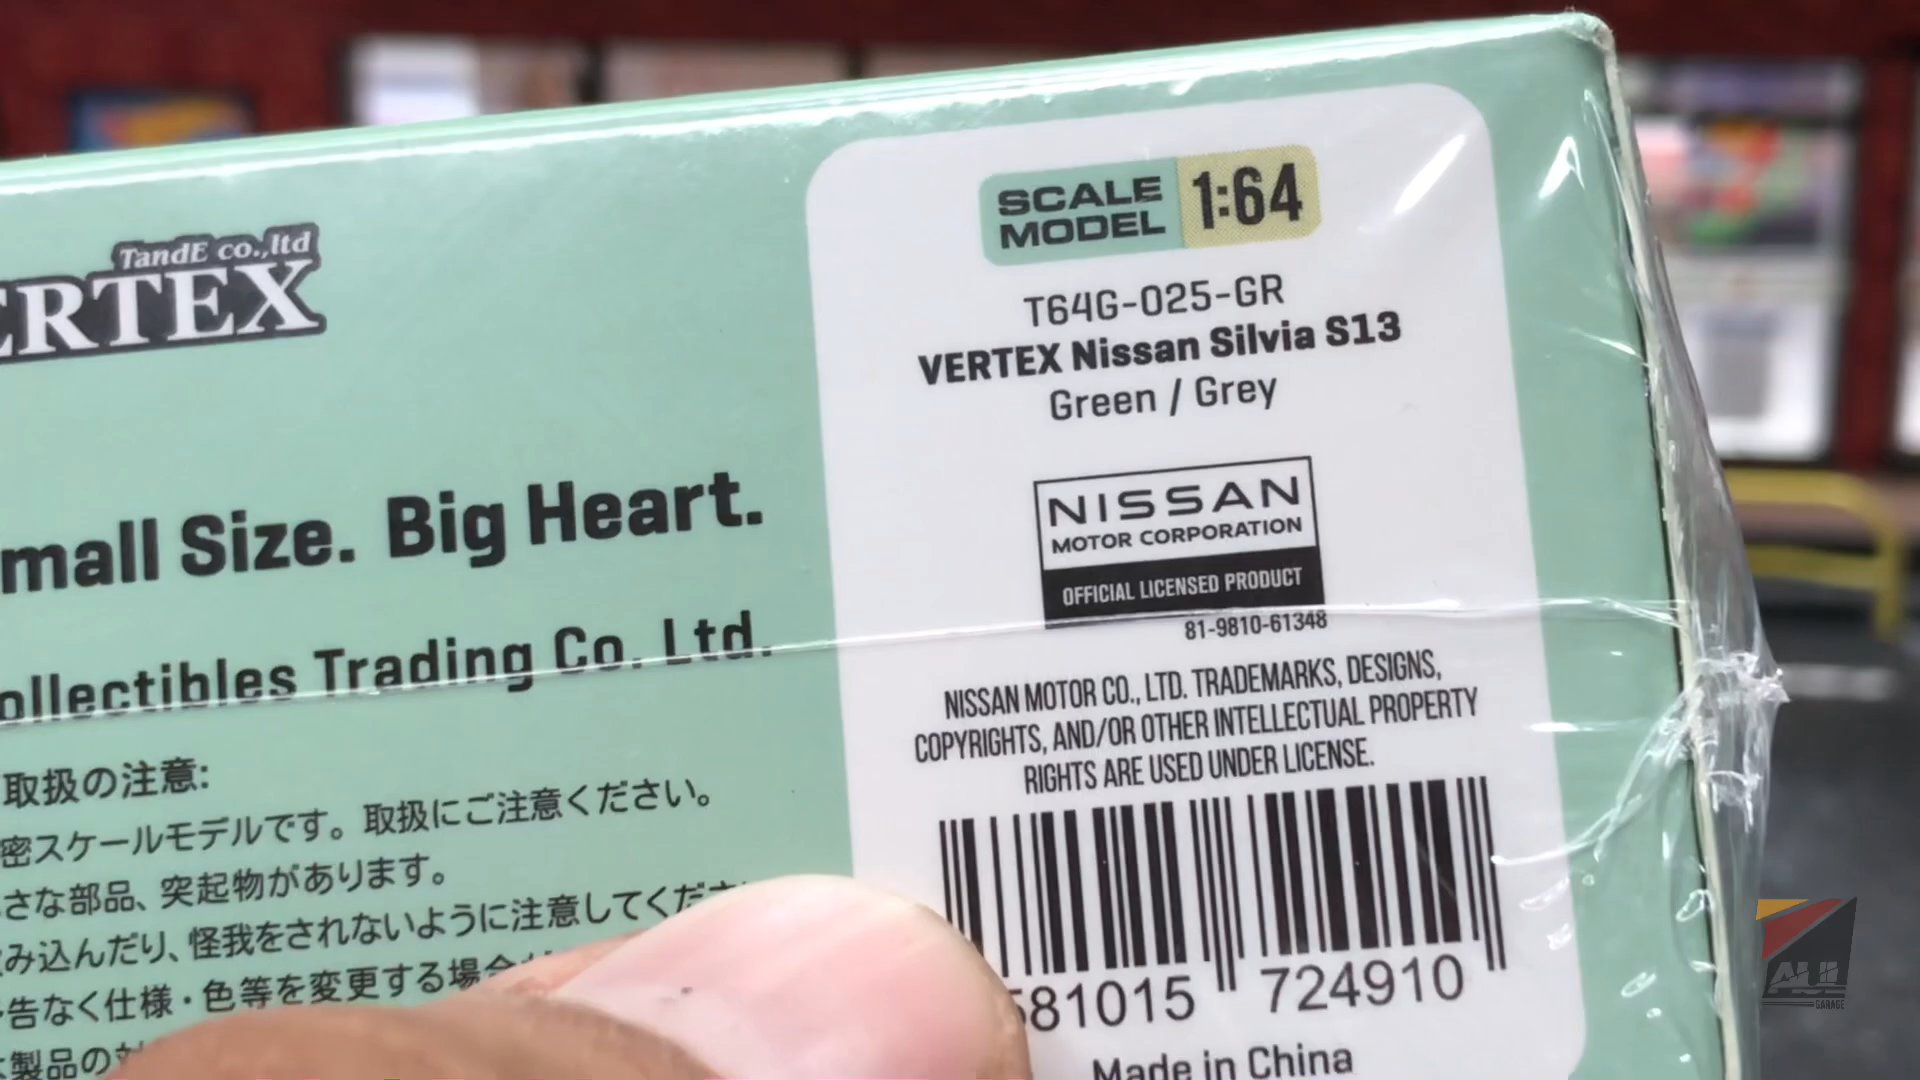 TandE co.,ltd
ERTEX
mall Size. Big Heart.
ollectibles Trading Co. Ltd.
取扱の注意:
密スケールモデルです。取扱にご注意ください。
さな部品、突起物があります。
み込んだり、怪我をされないように注意してくださ
告なく仕様・色等を変更する場合
製品の
SCALE
MODEL
1:64
T64G-025-GR
VERTEX Nissan Silvia S13
Green / Grey
NISSAN
MOTOR CORPORATION
OFFICIAL LICENSED PRODUCT
81-9810-61348
NISSAN MOTOR CO., LTD. TRADEMARKS, DESIGNS,
COPYRIGHTS, AND/OR OTHER INTELLECTUAL PROPERTY
RIGHTS ARE USED UNDER LICENSE.
581015 724910
Made in China
GARAGE